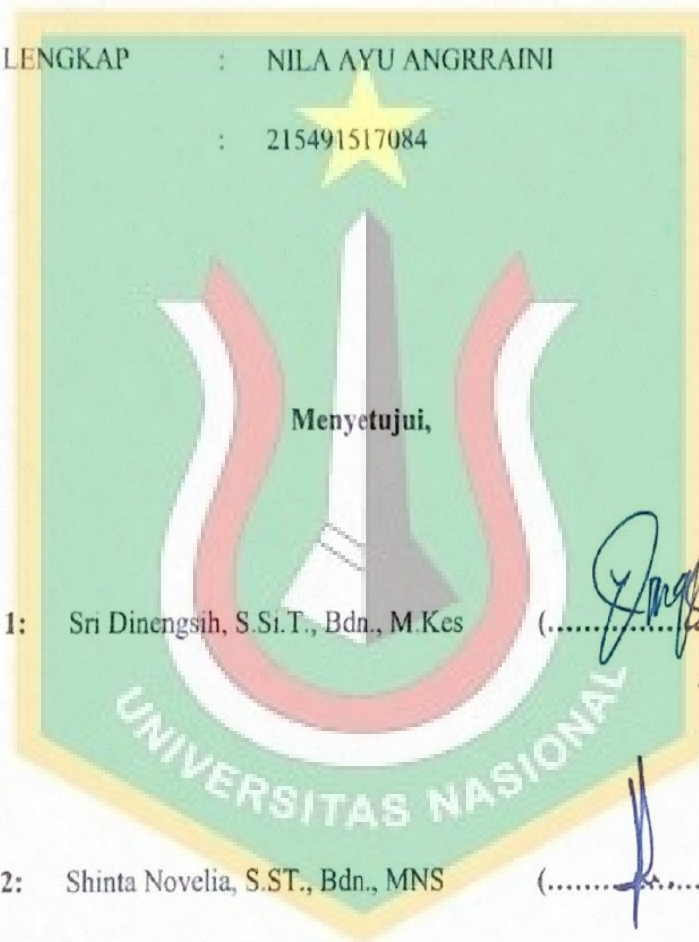 LENGKAP : NILA AYU ANGRRAINI
: 215491517084
Menyetujui,
1: Sri Dinengsih, S.Si.T., Bdn., M.Kes (....................
UNIVERSITAS NASIONAL
2: Shinta Novelia, S.ST., Bdn., MNS (....................